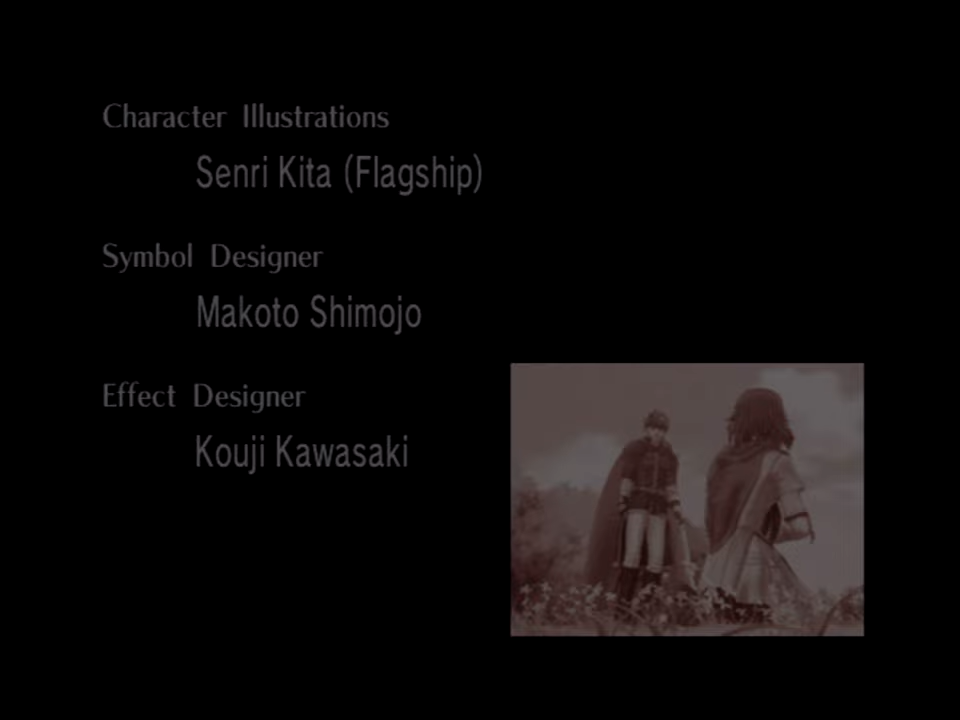 Character Illustrations
Senri Kita (Flagship)
Symbol Designer
Makoto Shimojo
Effect Designer
Kouji Kawasaki